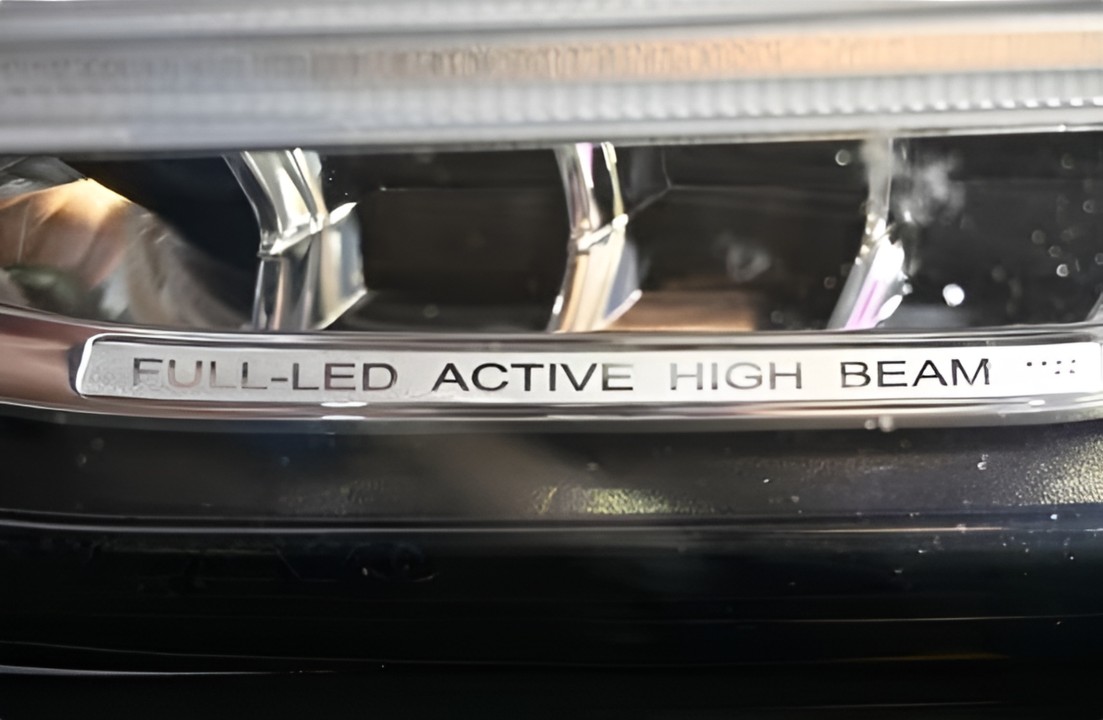 FULL-LED ACTIVE HIGH BEAM